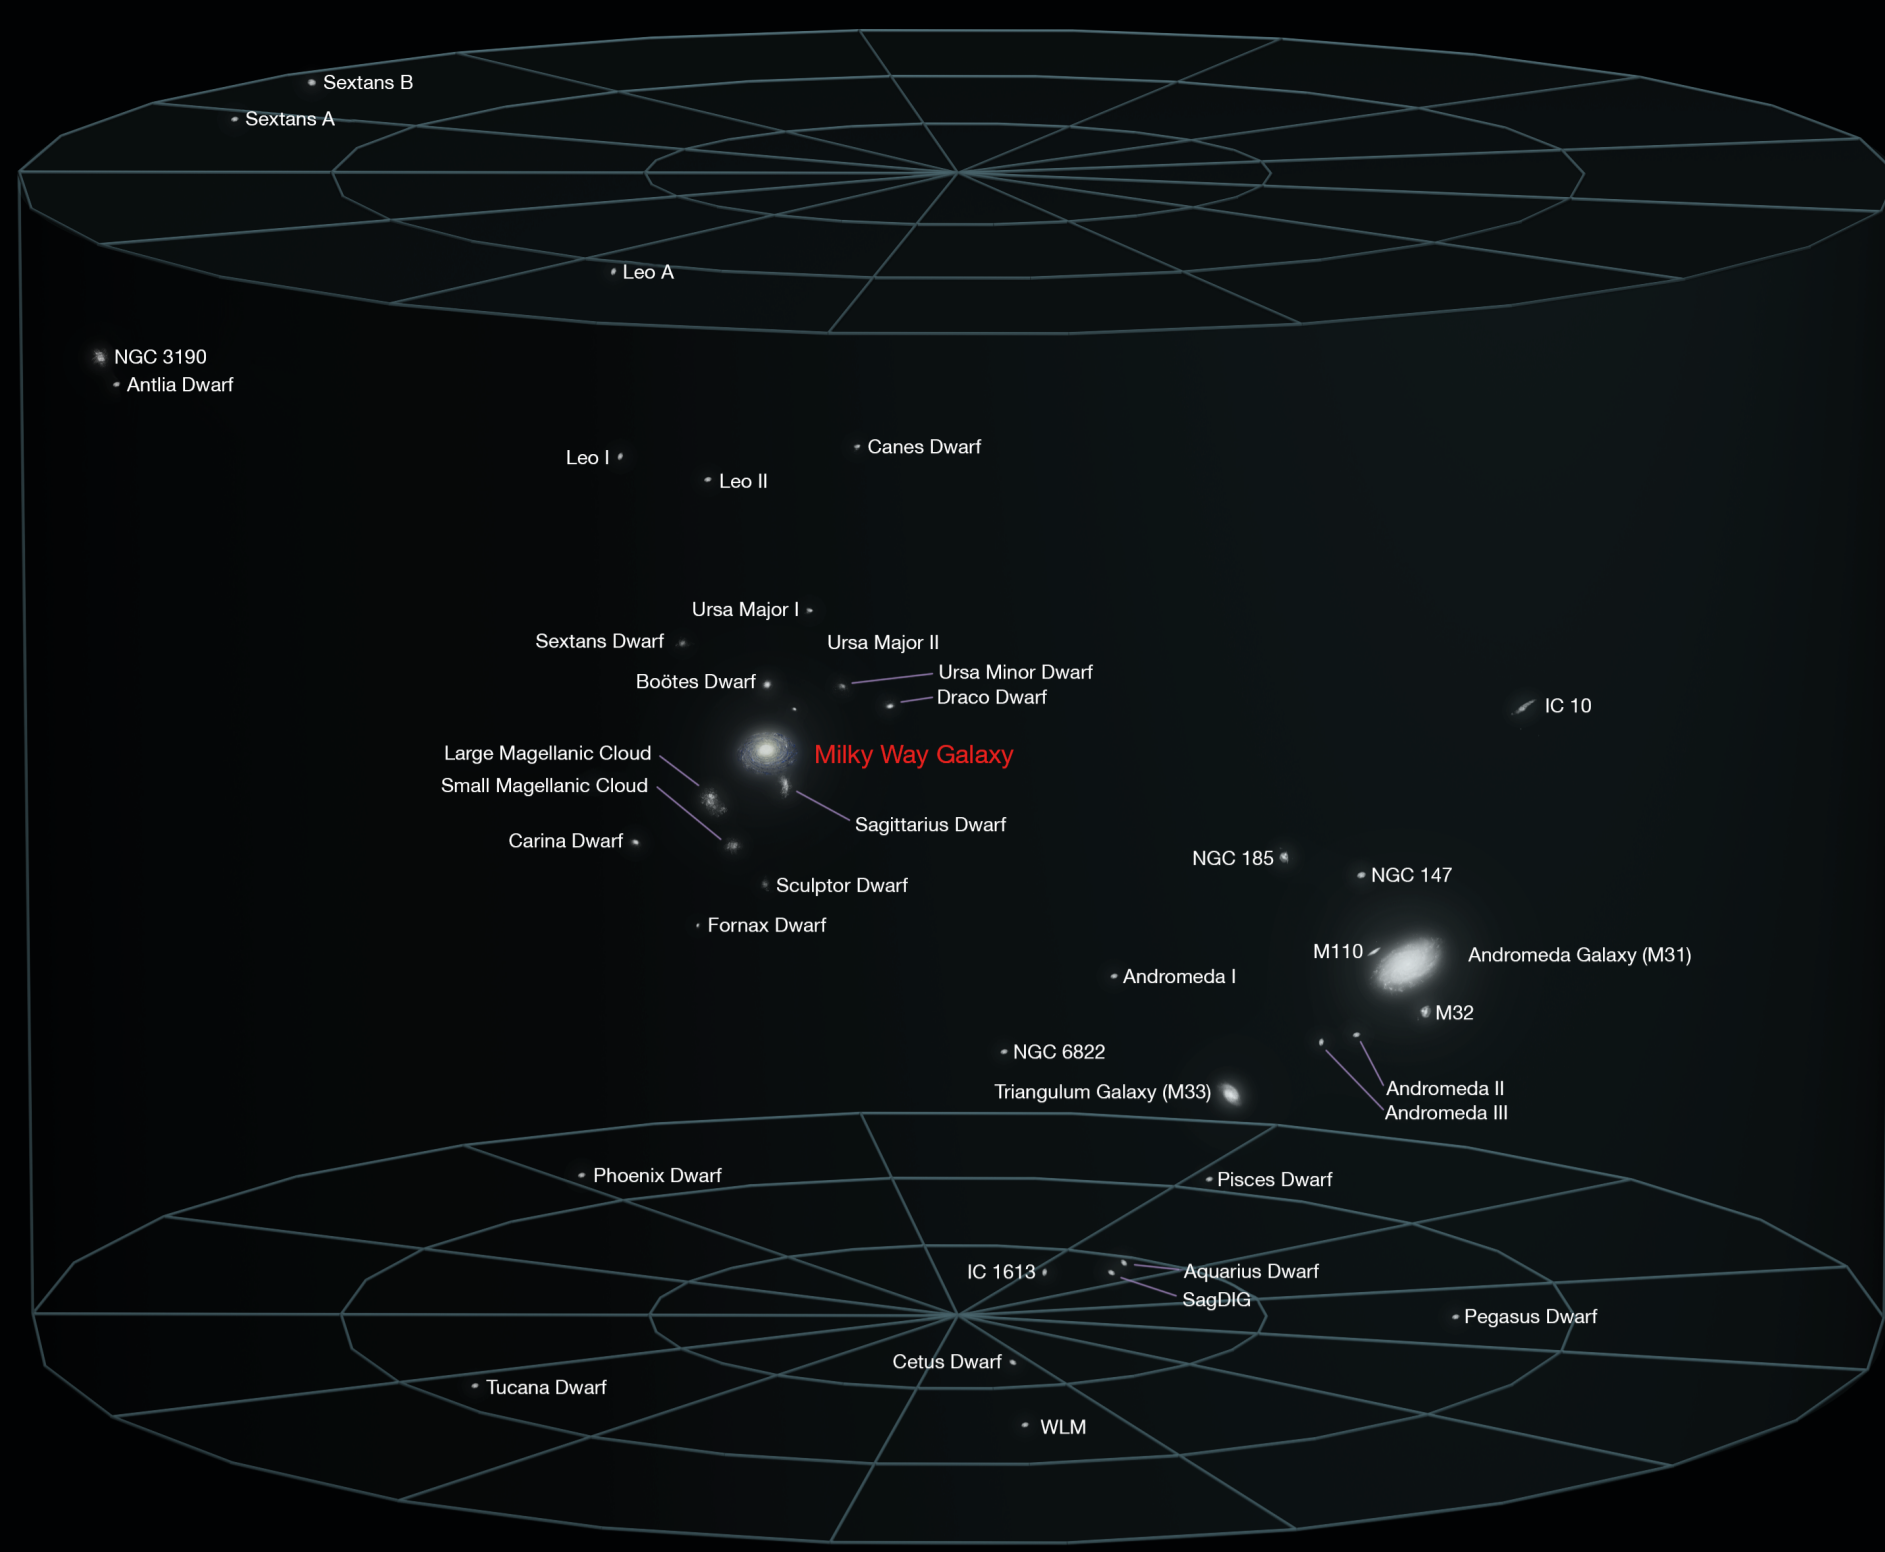 Sextans B
Sextans A
Leo A
NGC 3190
Antlia Dwarf
Canes Dwarf
Leo I
Leo II
Ursa Major I
Sextans Dwarf
Ursa Major II
Ursa Minor Dwarf
Boötes Dwarf
Draco Dwarf
IC 10
Large Magellanic Cloud
Milky Way Galaxy
Small Magellanic Cloud
Sagittarius Dwarf
Carina Dwarf
NGC 185
NGC 147
Sculptor Dwarf
Fornax Dwarf
M110
Andromeda Galaxy (M31)
Andromeda I
M32
NGC 6822
Triangulum Galaxy (M33)
Andromeda II
Andromeda III
Phoenix Dwarf
Pisces Dwarf
IC 1613
Aquarius Dwarf
SagDIG
Pegasus Dwarf
Cetus Dwarf
Tucana Dwarf
WLM